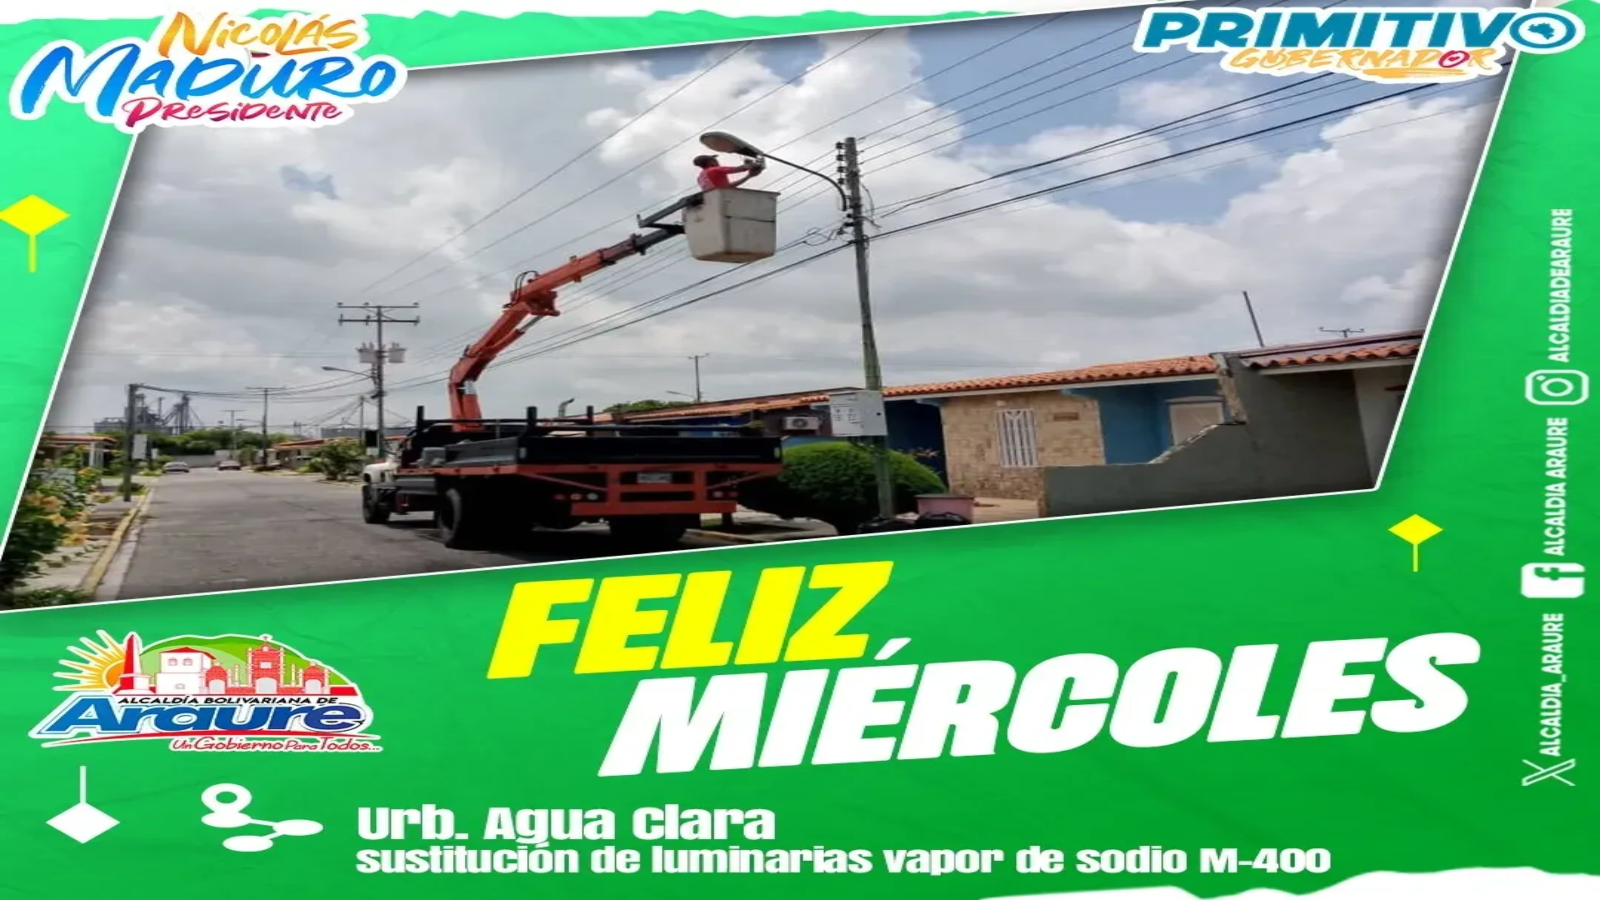 NICOLÁS
MADURO
PRESIDENTE
PRIMITIVO
GOBERNADOR
FELIZ
MIÉRCOLES
ALCALDÍA BOLIVARIANA DE
Araure
Un Gobierno Para Todos...
Urb. Agua Clara
sustitución de luminarias vapor de sodio M-400
ALCALDIADEARAURE
ALCALDIA ARAURE
ALCALDIA_ARAURE